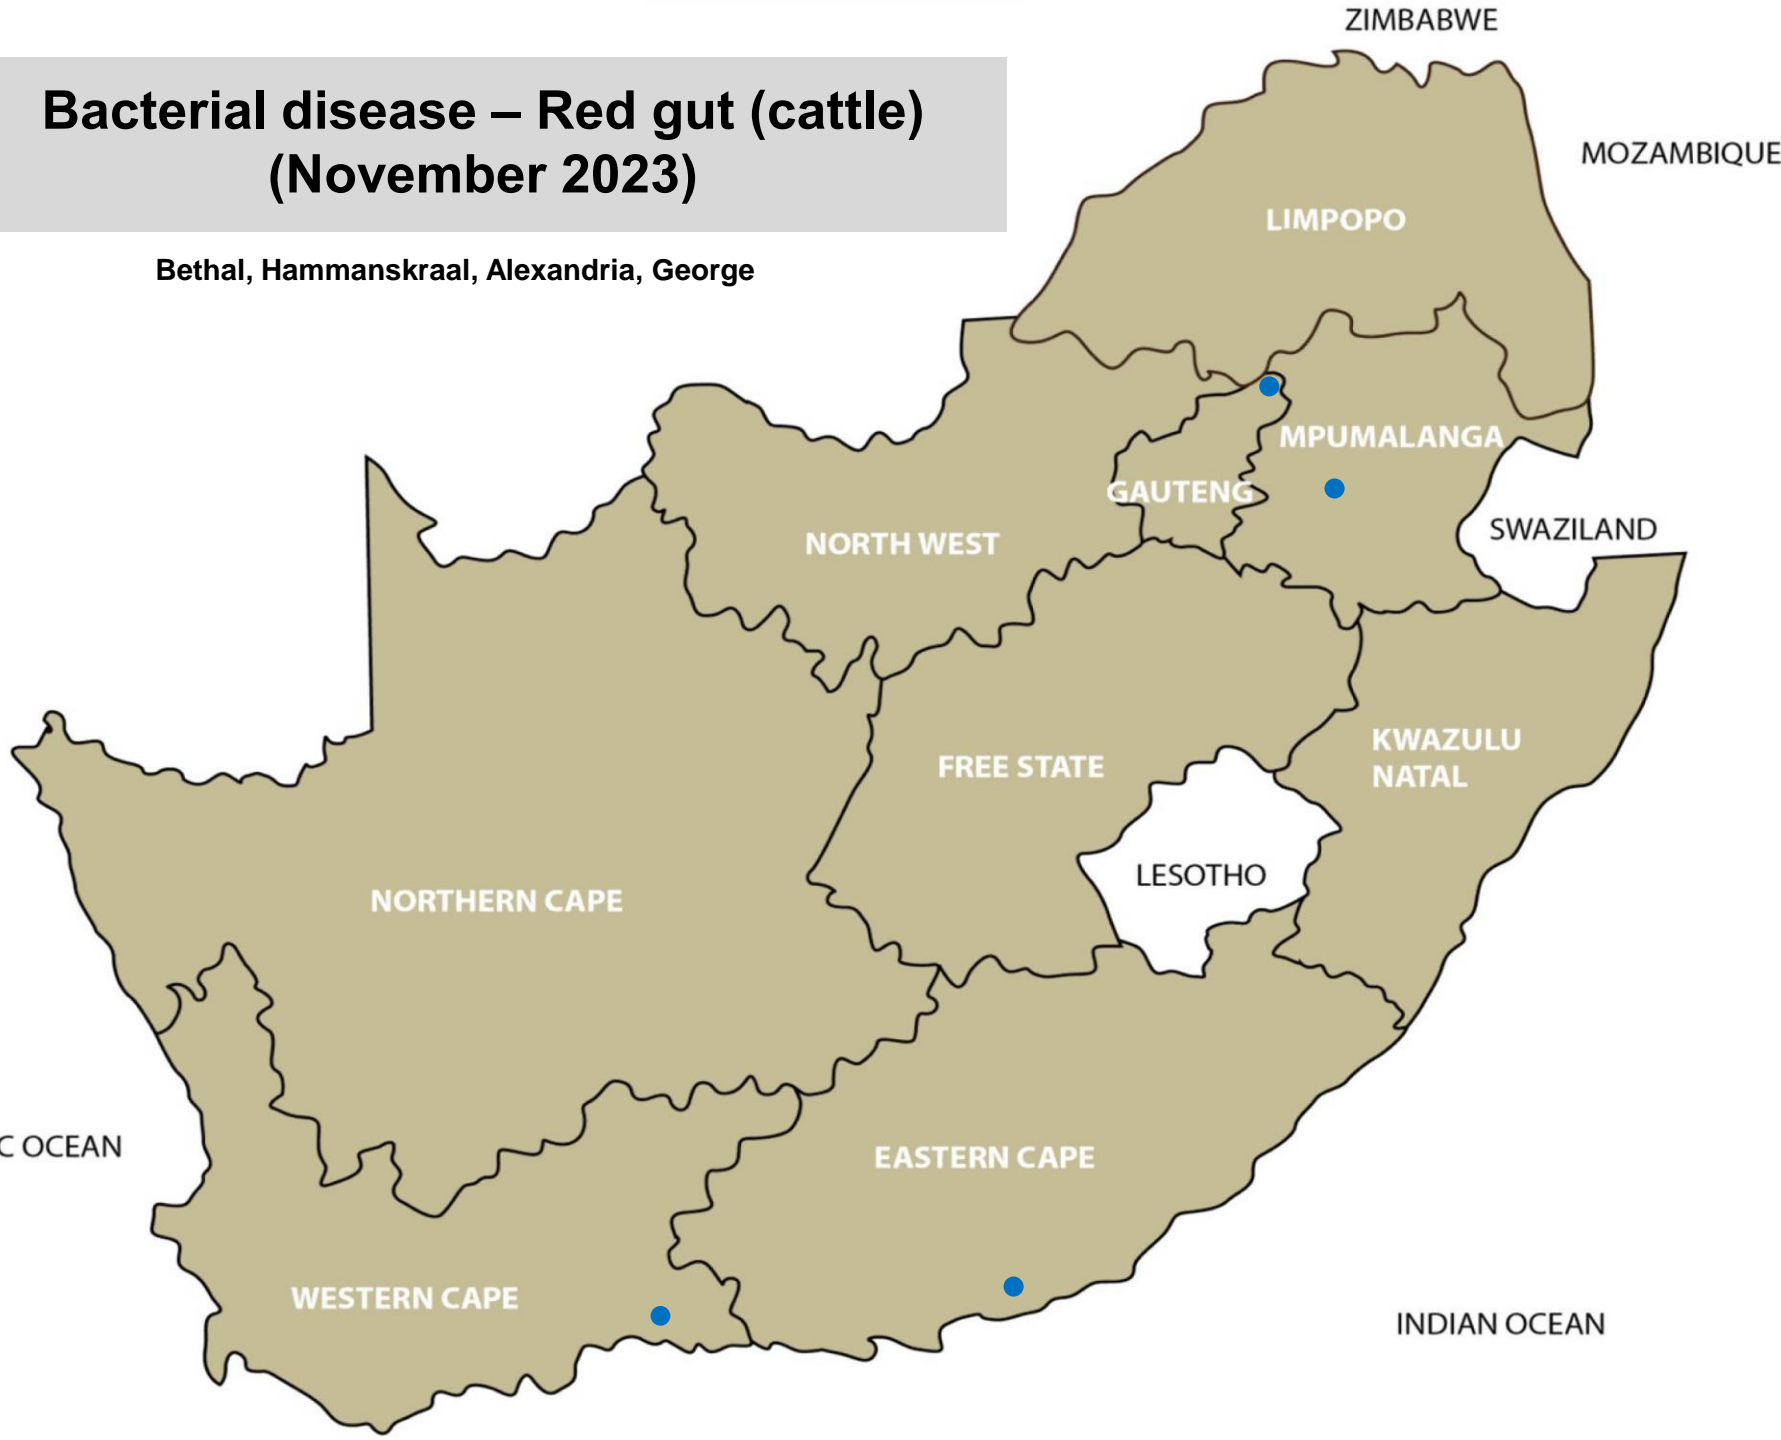 ZIMBABWE
Bacterial disease – Red gut (cattle)
(November 2023)
MOZAMBIQUE
LIMPOPO
Bethal, Hammanskraal, Alexandria, George
MPUMALANGA
GAUTENG
SWAZILAND
NORTH WEST
KWAZULU
NATAL
FREE STATE
LESOTHO
NORTHERN CAPE
C OCEAN
EASTERN CAPE
WESTERN CAPE
INDIAN OCEAN